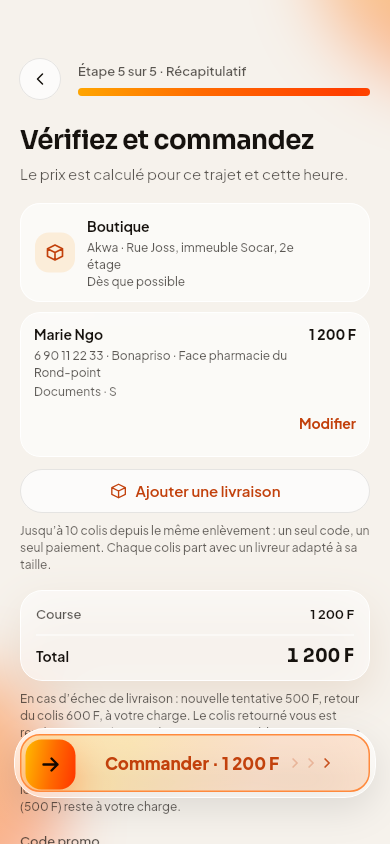 Étape 5 sur 5 · Récapitulatif
Vérifiez et commandez
Le prix est calculé pour ce trajet et cette heure.
Boutique
Akwa · Rue Joss, immeuble Socar, 2e
étage
Dès que possible
Marie Ngo 1 200 F
6 90 11 22 33 · Bonapriso · Face pharmacie du
Rond-point
Documents · S
Modifier
Ajouter une livraison
Jusqu'à 10 colis depuis le même enlèvement : un seul code, un
seul paiement. Chaque colis part avec un livreur adapté à sa
taille.
Course 1 200 F
Total 1 200 F
En cas d'échec de livraison : nouvelle tentative 500 F, retour
du colis 600 F, à votre charge. Le colis retourné vous est
Commander · 1 200 F
(500 F) reste à votre charge.
Code promo